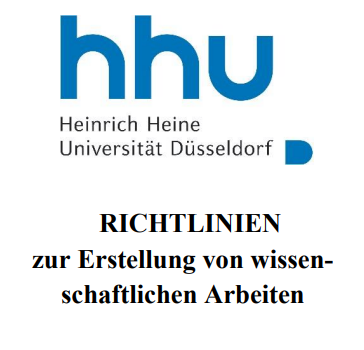 hhu
Heinrich Heine
Universität Düsseldorf
RICHTLINIEN
zur Erstellung von wissen-
schaftlichen Arbeiten